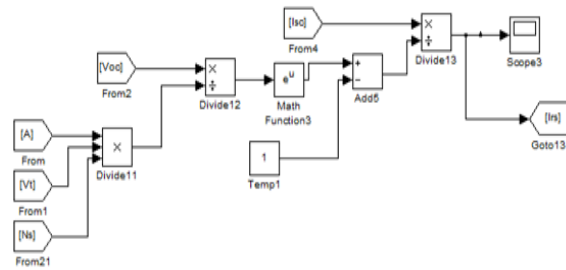 [Isc]
From4
Divide13
Scope3
[Voc]
From2
Divide12
e^u
Math
Function3
Add5
[Irs]
Goto13
[A]
From
Divide11
1
Temp1
[Vt]
From1
[Ns]
From21